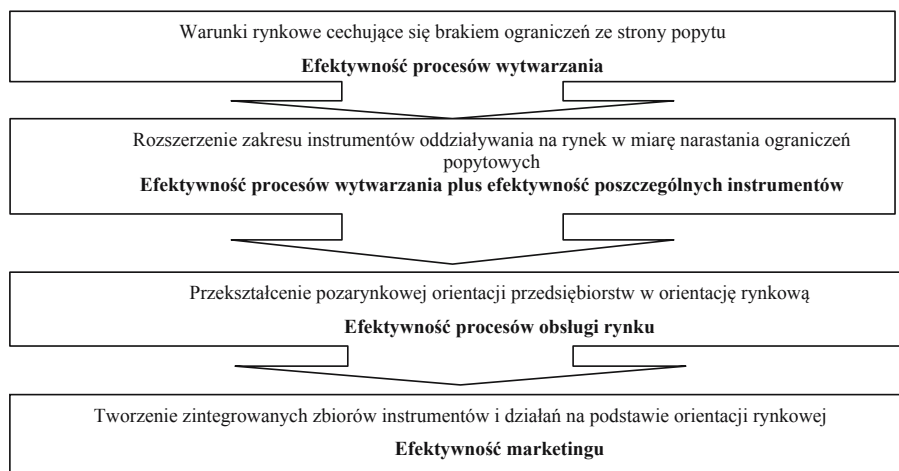 Warunki rynkowe cechujące się brakiem ograniczeń ze strony popytu
Efektywność procesów wytwarzania
Rozszerzenie zakresu instrumentów oddziaływania na rynek w miarę narastania ograniczeń
popytowych
Efektywność procesów wytwarzania plus efektywność poszczególnych instrumentów
Przekształcenie pozarynkowej orientacji przedsiębiorstw w orientację rynkową
Efektywność procesów obsługi rynku
Tworzenie zintegrowanych zbiorów instrumentów i działań na podstawie orientacji rynkowej
Efektywność marketingu